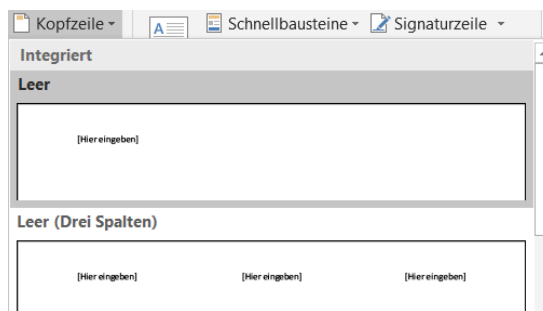 Kopfzeile A Schnellbausteine Signaturzeile
Integriert
Leer
[Hier eingeben]
Leer (Drei Spalten)
[Hier eingeben] [Hier eingeben] [Hier eingeben]